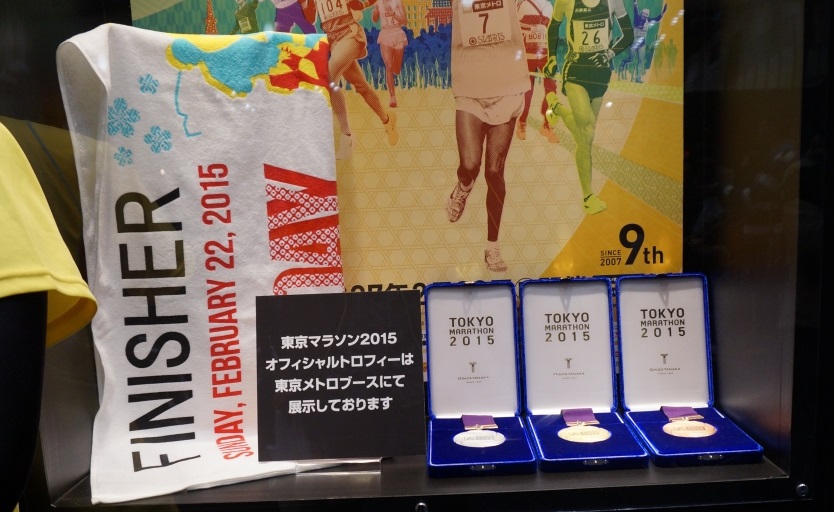 104
東京メトロ
7
26
SINCE
2007
9th
FINISHER
SUNDAY, FEBRUARY 22, 2015
DAY
東京マラソン2015
オフィシャルトロフィーは
東京メトロブースにて
展示しております
TOKYO
MARATHON
2015
TOKYO
MARATHON
2015
TOKYO
MARATHON
2015